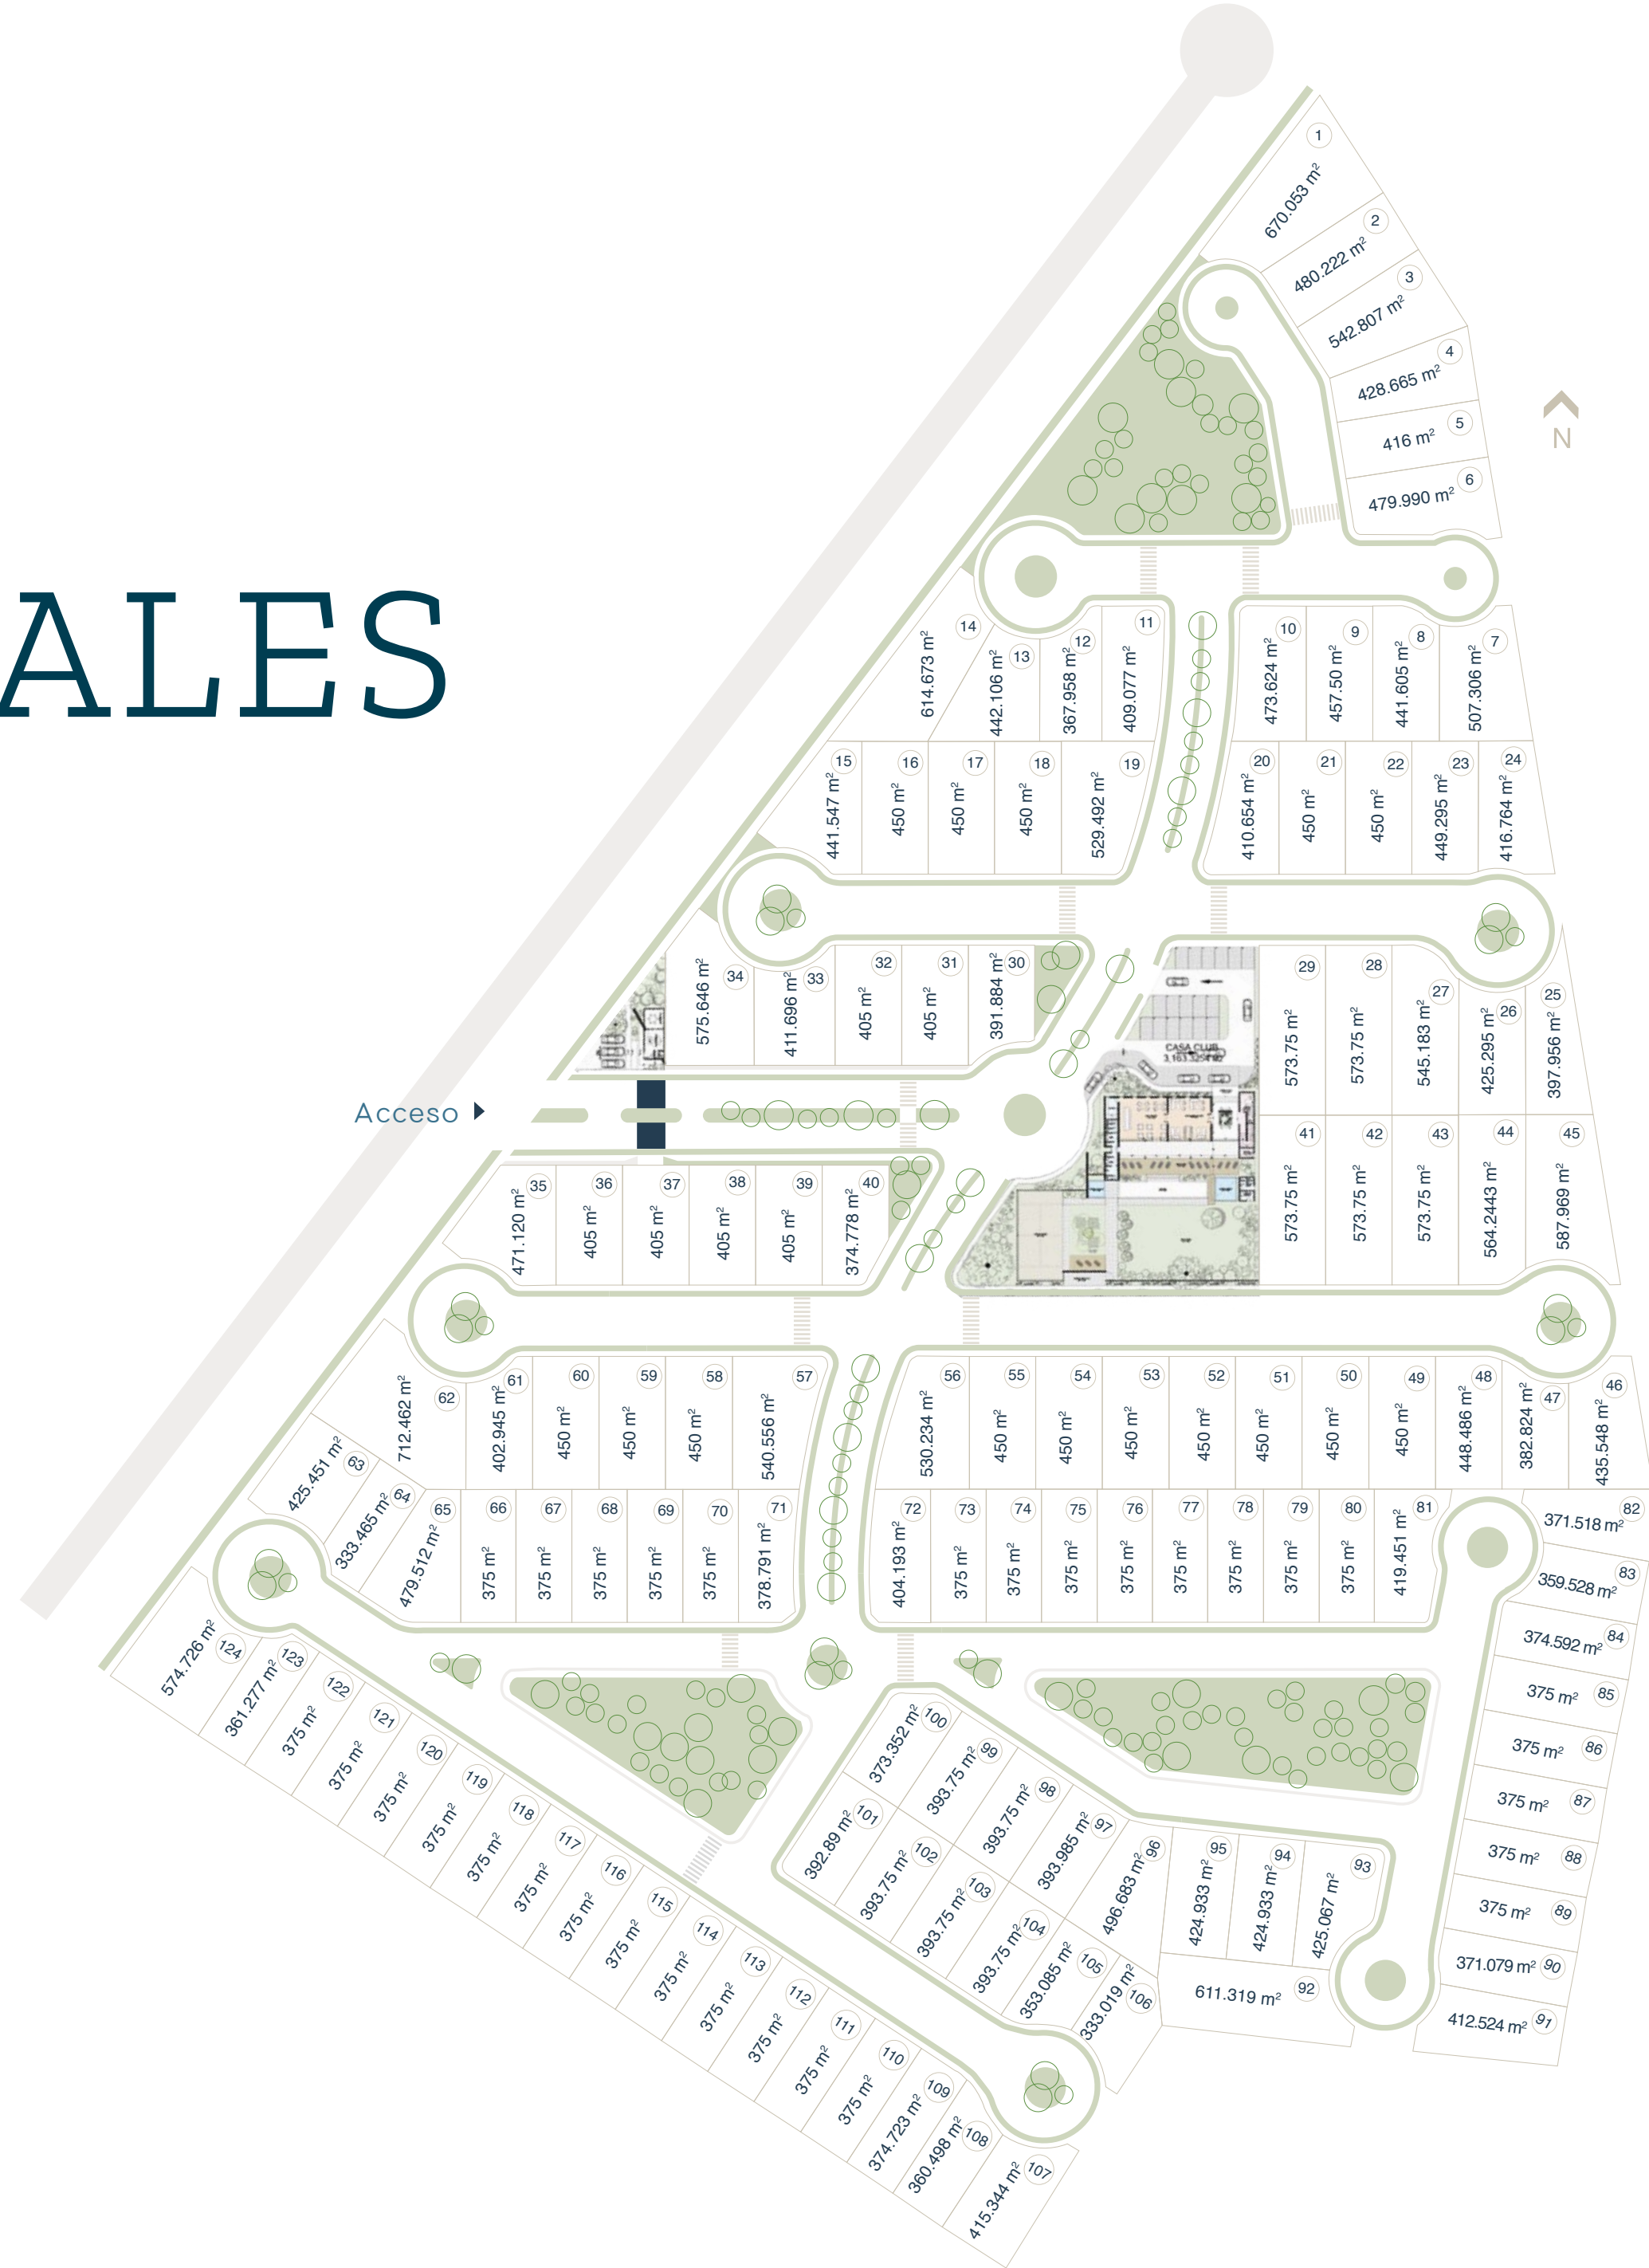 ALES
N
Acceso
CASA CLUB
1
670.053 m²
2
480.222 m²
3
542.807 m²
4
428.665 m²
5
416 m²
6
479.990 m²
14
614.673 m²
13
442.106 m²
12
367.958 m²
11
409.077 m²
10
473.624 m²
9
457.50 m²
8
441.605 m²
7
507.306 m²
15
441.547 m²
16
450 m²
17
450 m²
18
450 m²
19
529.492 m²
20
410.654 m²
21
450 m²
22
450 m²
23
449.295 m²
24
416.764 m²
34
575.646 m²
33
411.696 m²
32
405 m²
31
405 m²
30
391.884 m²
29
573.75 m²
28
573.75 m²
27
545.183 m²
26
425.295 m²
25
397.956 m²
35
471.120 m²
36
405 m²
37
405 m²
38
405 m²
39
405 m²
40
374.778 m²
41
573.75 m²
42
573.75 m²
43
573.75 m²
44
564.2443 m²
45
587.969 m²
62
712.462 m²
61
402.945 m²
60
450 m²
59
450 m²
58
450 m²
57
540.556 m²
56
530.234 m²
55
450 m²
54
450 m²
53
450 m²
52
450 m²
51
450 m²
50
450 m²
49
450 m²
48
448.486 m²
47
382.824 m²
46
435.548 m²
63
425.451 m²
64
333.465 m²
65
479.512 m²
66
375 m²
67
375 m²
68
375 m²
69
375 m²
70
375 m²
71
378.791 m²
72
404.193 m²
73
375 m²
74
375 m²
75
375 m²
76
375 m²
77
375 m²
78
375 m²
79
375 m²
80
375 m²
81
419.451 m²
82
371.518 m²
83
359.528 m²
84
374.592 m²
85
375 m²
86
375 m²
87
375 m²
88
375 m²
89
375 m²
90
371.079 m²
91
412.524 m²
100
373.352 m²
99
393.75 m²
98
393.75 m²
97
393.985 m²
96
496.683 m²
95
424.933 m²
94
424.933 m²
93
425.067 m²
92
611.319 m²
101
392.89 m²
102
393.75 m²
103
393.75 m²
104
393.75 m²
105
353.085 m²
106
333.019 m²
124
574.726 m²
123
361.277 m²
122
375 m²
121
375 m²
120
375 m²
119
375 m²
118
375 m²
117
375 m²
116
375 m²
115
375 m²
114
375 m²
113
375 m²
112
375 m²
111
375 m²
110
375 m²
109
374.723 m²
108
360.498 m²
107
415.344 m²